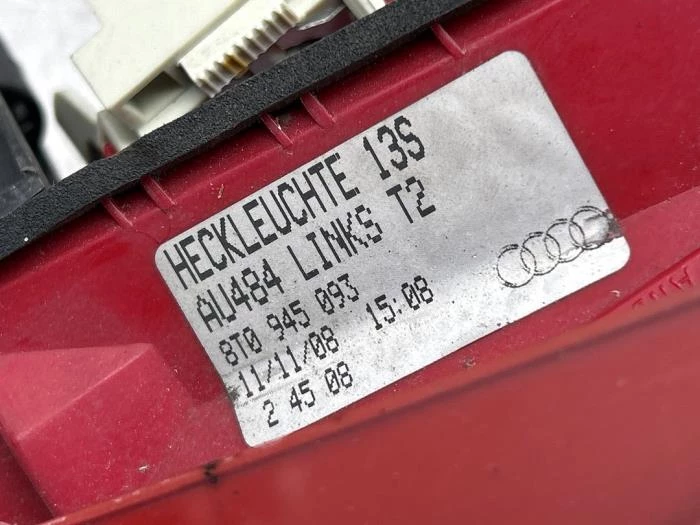 HECKLEUCHTE 13S
AU484 LINKS T2
8T0 945 093
11/11/08 15:08
2 45 08